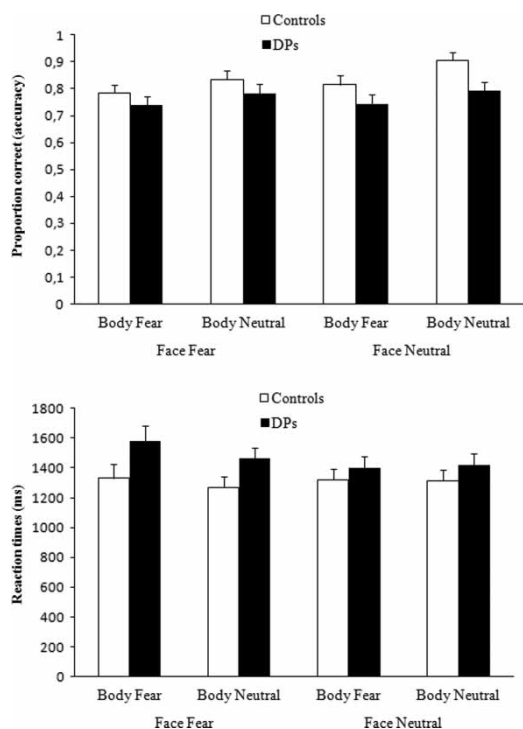 Controls
DPs
Proportion correct (accuracy)
1
0,9
0,8
0,7
0,6
0,5
0,4
0,3
0,2
0,1
0
Body Fear Body Neutral Body Fear Body Neutral
Face Fear Face Neutral
Controls
DPs
Reaction times (ms)
1800
1600
1400
1200
1000
800
600
400
200
0
Body Fear Body Neutral Body Fear Body Neutral
Face Fear Face Neutral